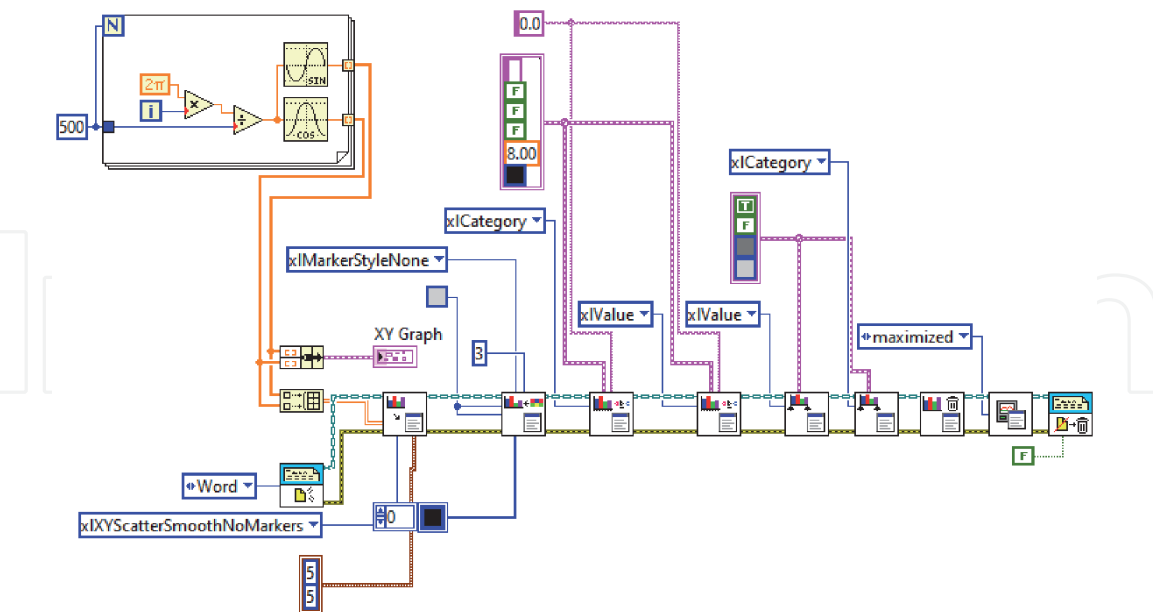 N
0.0
SIN
2π
×
F
i
F
÷
500
F
COS
8.00
xlCategory
T
xlCategory
F
xlMarkerStyleNone
xlValue
xlValue
XY Graph
maximized
3
F
Word
0
xlXYScatterSmoothNoMarkers
5
5